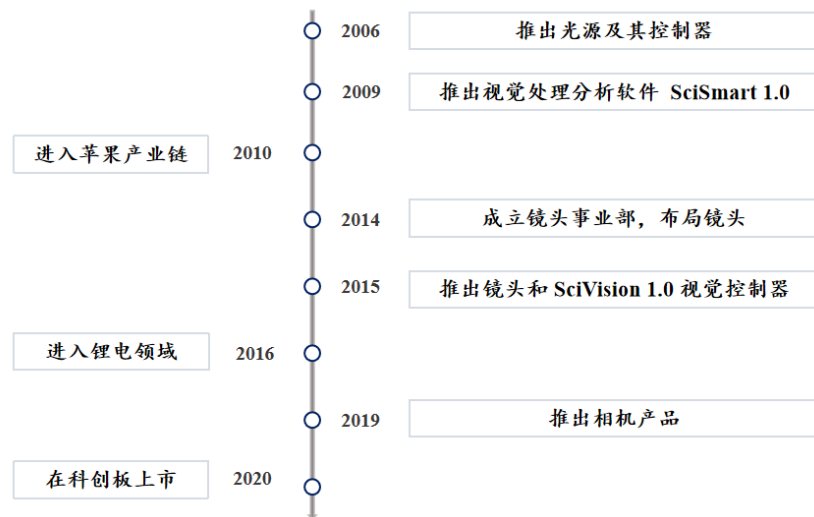 2006 推出光源及其控制器
2009 推出视觉处理分析软件 SciSmart 1.0
进入苹果产业链 2010
2014 成立镜头事业部，布局镜头
2015 推出镜头和 SciVision 1.0 视觉控制器
进入锂电领域 2016
2019 推出相机产品
在科创板上市 2020